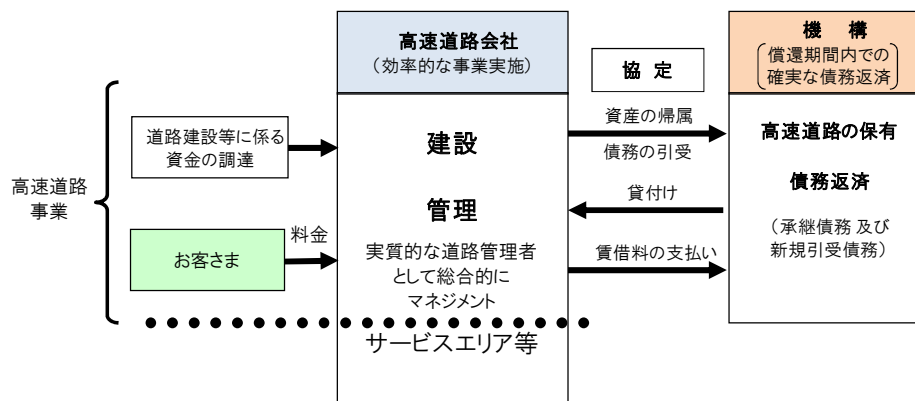 高速道路会社
（効率的な事業実施）
協 定
機 構
償還期間内での
確実な債務返済
高速道路
事業
道路建設等に係る
資金の調達
お客さま
料金
建設
管理
実質的な道路管理者
として総合的に
マネジメント
サービスエリア等
資産の帰属
債務の引受
貸付け
賃借料の支払い
高速道路の保有
債務返済
（承継債務 及び
新規引受債務）